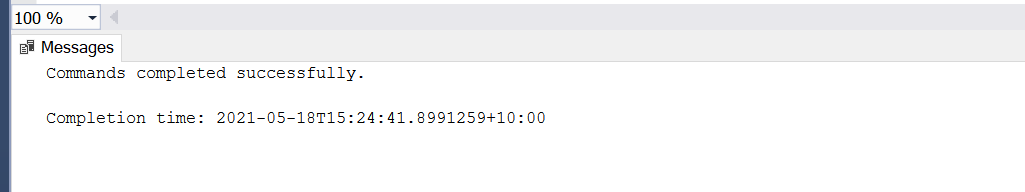 100 %
Messages
Commands completed successfully.
Completion time: 2021-05-18T15:24:41.8991259+10:00